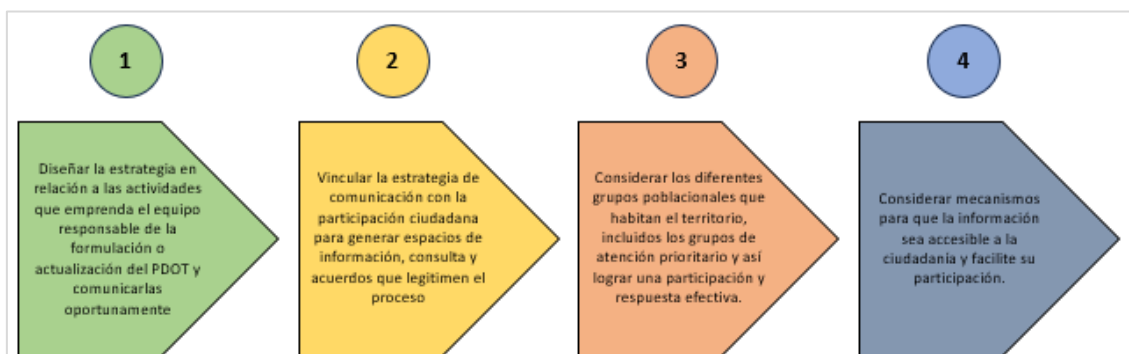 1
Diseñar la estrategia en
relación a las actividades
que emprenda el equipo
responsable de la
formulación o
actualización del PDOT y
comunicarlas
oportunamente
2
Vincular la estrategia de
comunicación con la
participación ciudadana
para generar espacios de
información, consulta y
acuerdos que legitimen el
proceso
3
Considerar los diferentes
grupos poblacionales que
habitan el territorio,
incluidos los grupos de
atención prioritario y así
lograr una participación y
respuesta efectiva.
4
Considerar mecanismos
para que la información
sea accesible a la
ciudadanía y facilite su
participación.